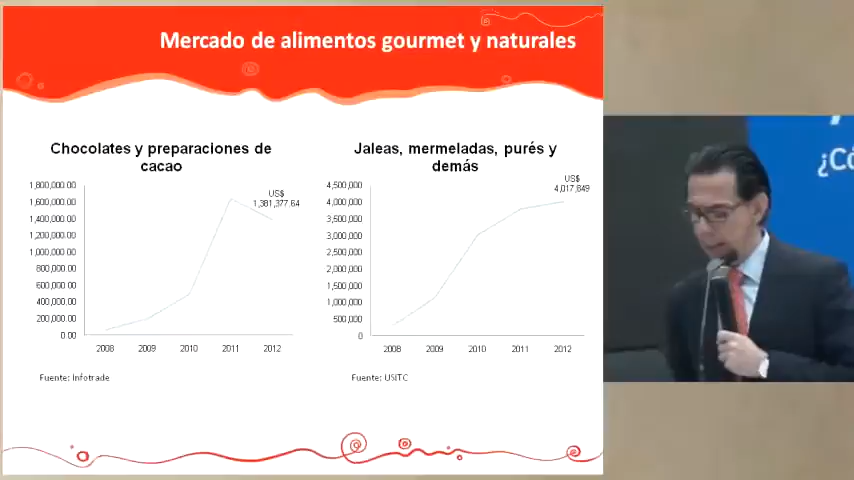 Mercado de alimentos gourmet y naturales
Chocolates y preparaciones de
cacao
1,800,000.00
1,600,000.00
1,400,000.00
1,200,000.00
1,000,000.00
800,000.00
600,000.00
400,000.00
200,000.00
0.00
US$
1,381,377.64
2008 2009 2010 2011 2012
Fuente: Infotrade
Jaleas, mermeladas, purés y
demás
4,500,000
4,000,000
3,500,000
3,000,000
2,500,000
2,000,000
1,500,000
1,000,000
500,000
0
US$
4,017,849
2008 2009 2010 2011 2012
Fuente: USITC
¿Có